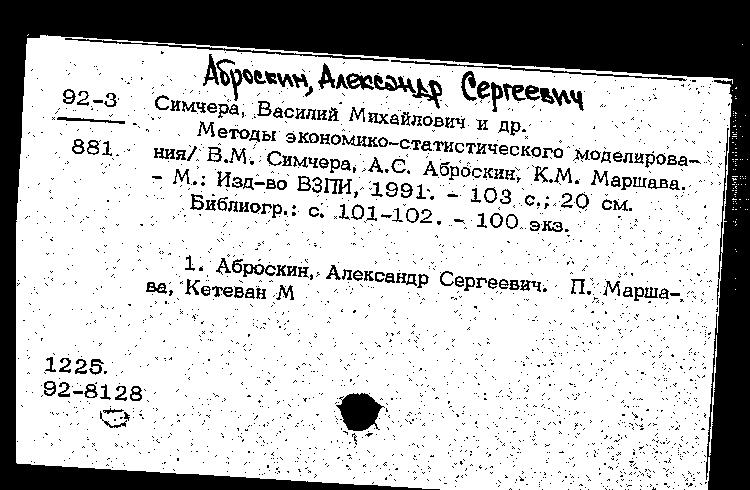 Аброскин, Александр Сергеевич
92-3
881
Симчера, Василий Михайлович и др.
Методы экономико-статистического моделирова-
ния/ В.М. Симчера, А.С. Аброскин, К.М. Маршава.
- М.: Изд-во ВЗПИ, 1991. - 103 с.; 20 см.
Библиогр.: с. 101-102. - 100 экз.
1. Аброскин, Александр Сергеевич. П. Марша-
ва, Кетеван М
1225.
92-8128